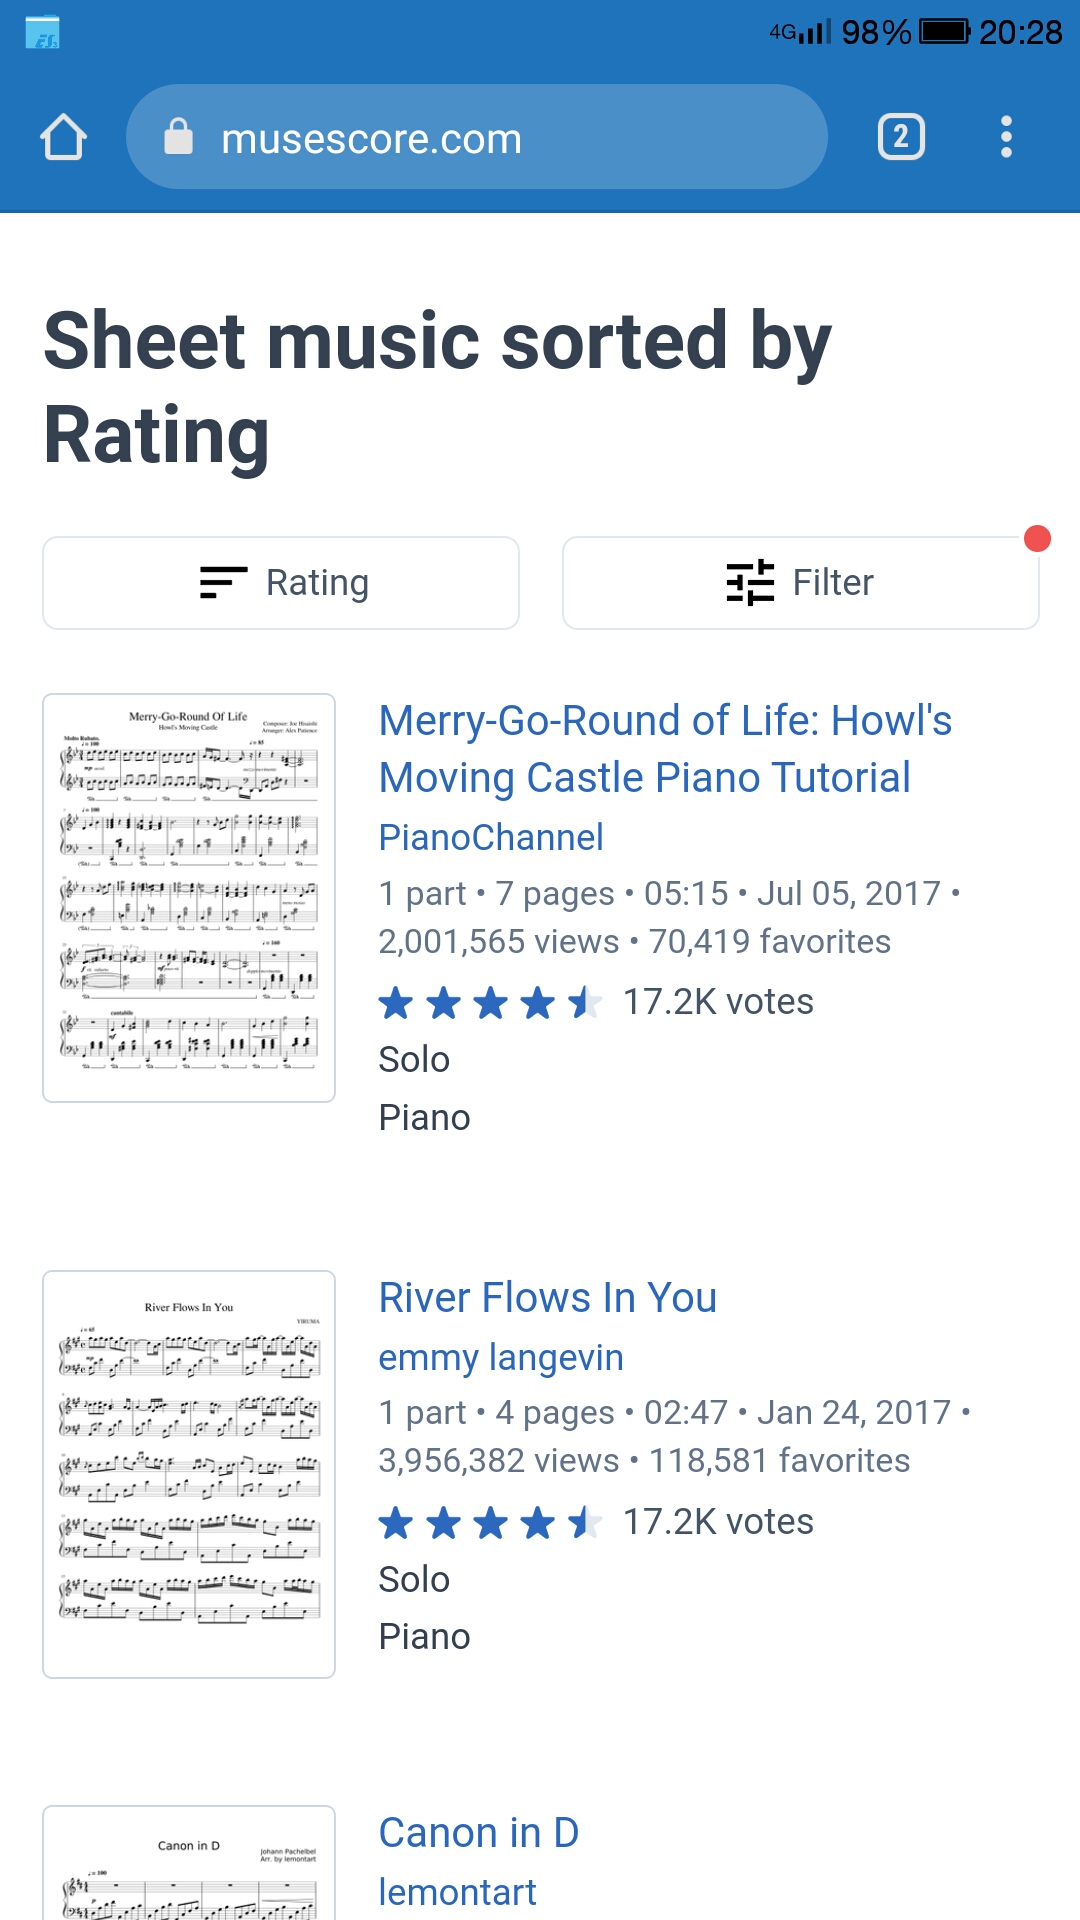 4G 98% 20:28
musescore.com
2
Sheet music sorted by
Rating
Rating
Filter
Merry-Go-Round Of Life
Howl's Moving Castle
Composer: Joe Hisaishi
Arranger: Alex Patience
Molto Rubato.
Merry-Go-Round of Life: Howl's
Moving Castle Piano Tutorial
PianoChannel
1 part • 7 pages • 05:15 • Jul 05, 2017 •
2,001,565 views • 70,419 favorites
17.2K votes
Solo
Piano
cantabile
River Flows In You
YIRUMA
River Flows In You
emmy langevin
1 part • 4 pages • 02:47 • Jan 24, 2017 •
3,956,382 views • 118,581 favorites
17.2K votes
Solo
Piano
Canon in D
Johann Pachelbel
Arr. by lemontart
Canon in D
lemontart